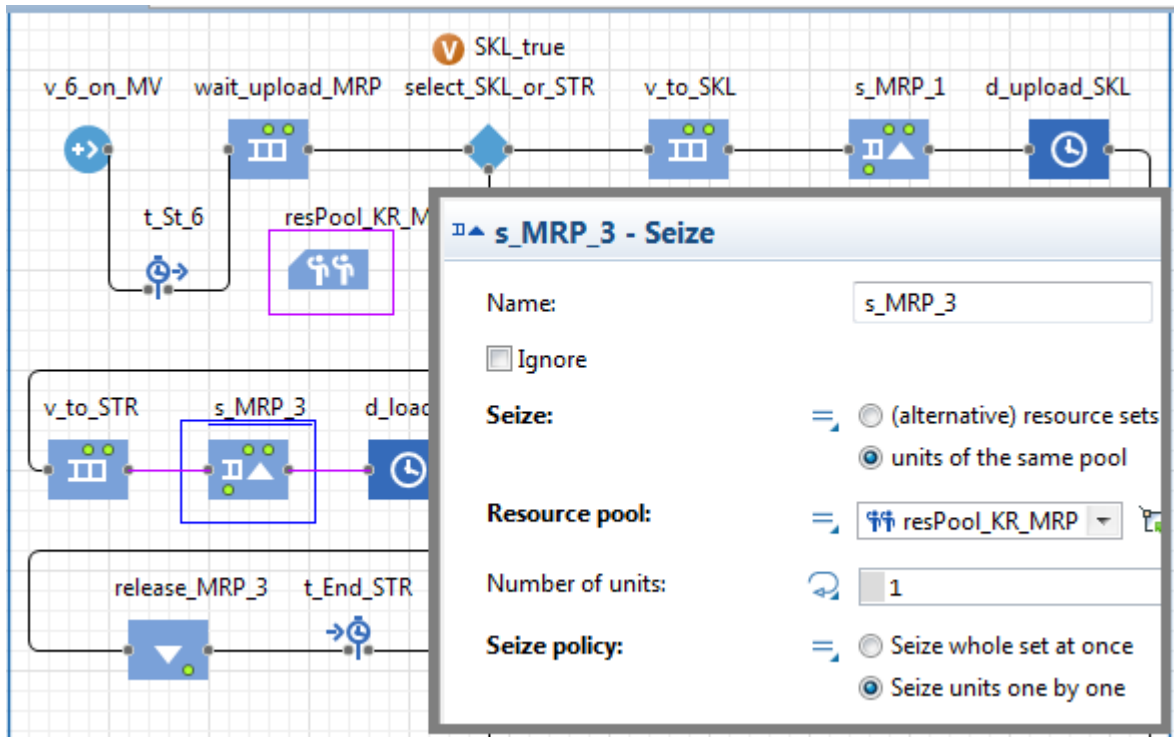 SKL_true
v_6_on_MV wait_upload_MRP select_SKL_or_STR v_to_SKL s_MRP_1 d_upload_SKL
t_St_6 resPool_KR_M
s_MRP_3 - Seize
Name: s_MRP_3
Ignore
v_to_STR s_MRP_3 d_load
Seize: (alternative) resource sets
units of the same pool
Resource pool: resPool_KR_MRP
release_MRP_3 t_End_STR
Number of units: 1
Seize policy: Seize whole set at once
Seize units one by one